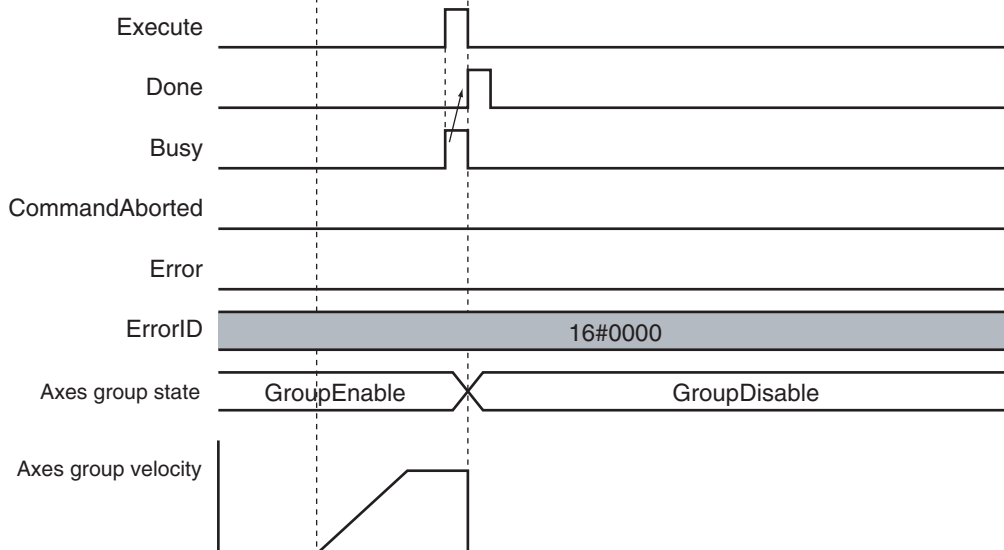 Execute
Done
Busy
CommandAborted
Error
ErrorID
16#0000
Axes group state
GroupEnable
GroupDisable
Axes group velocity